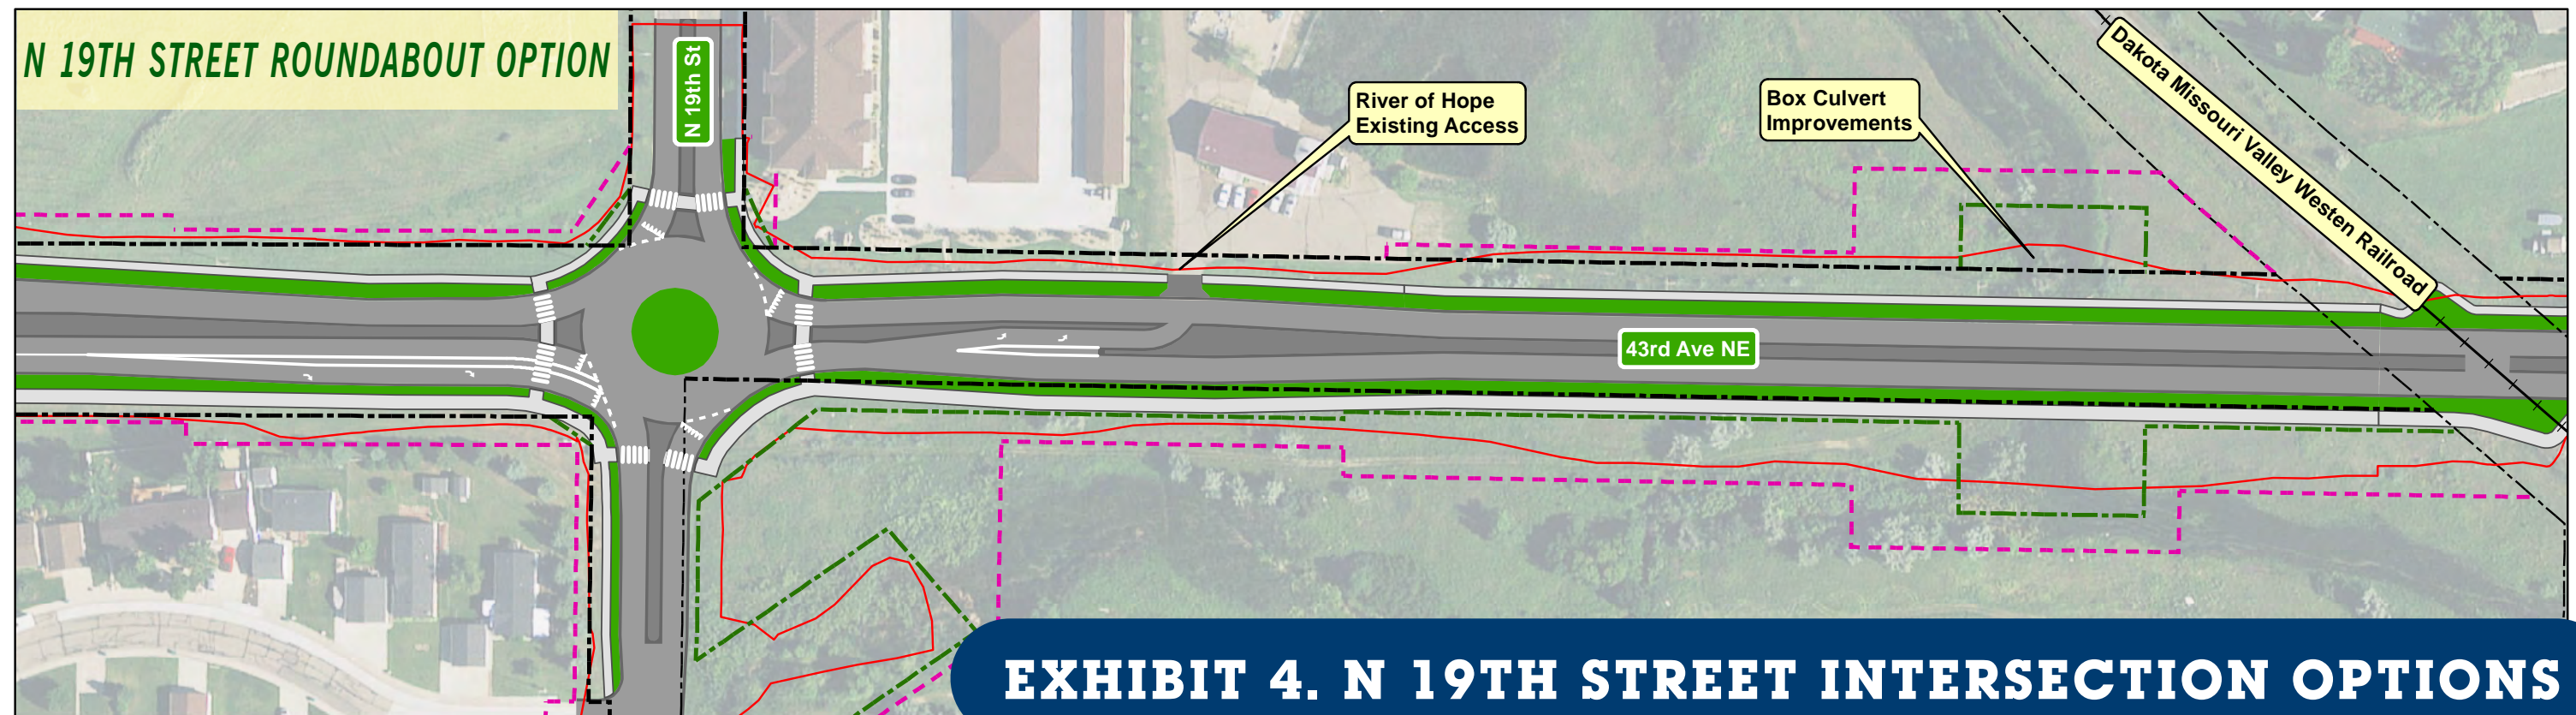 N 19TH STREET ROUNDABOUT OPTION
N 19th St
River of Hope
Existing Access
Box Culvert
Improvements
Dakota Missouri Valley Westen Railroad
43rd Ave NE
EXHIBIT 4. N 19TH STREET INTERSECTION OPTIONS